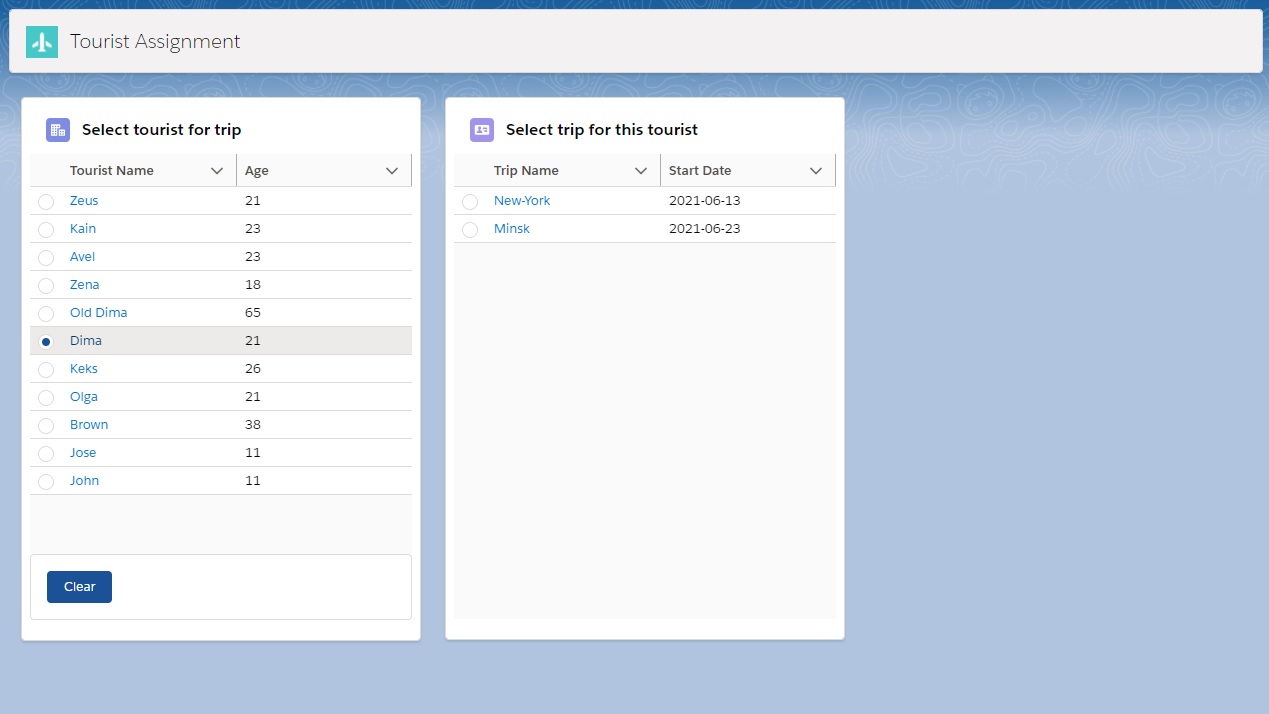 Tourist Assignment
Select tourist for trip
Tourist Name Age
Zeus 21
Kain 23
Avel 23
Zena 18
Old Dima 65
Dima 21
Keks 26
Olga 21
Brown 38
Jose 11
John 11
Clear
Select trip for this tourist
Trip Name Start Date
New-York 2021-06-13
Minsk 2021-06-23